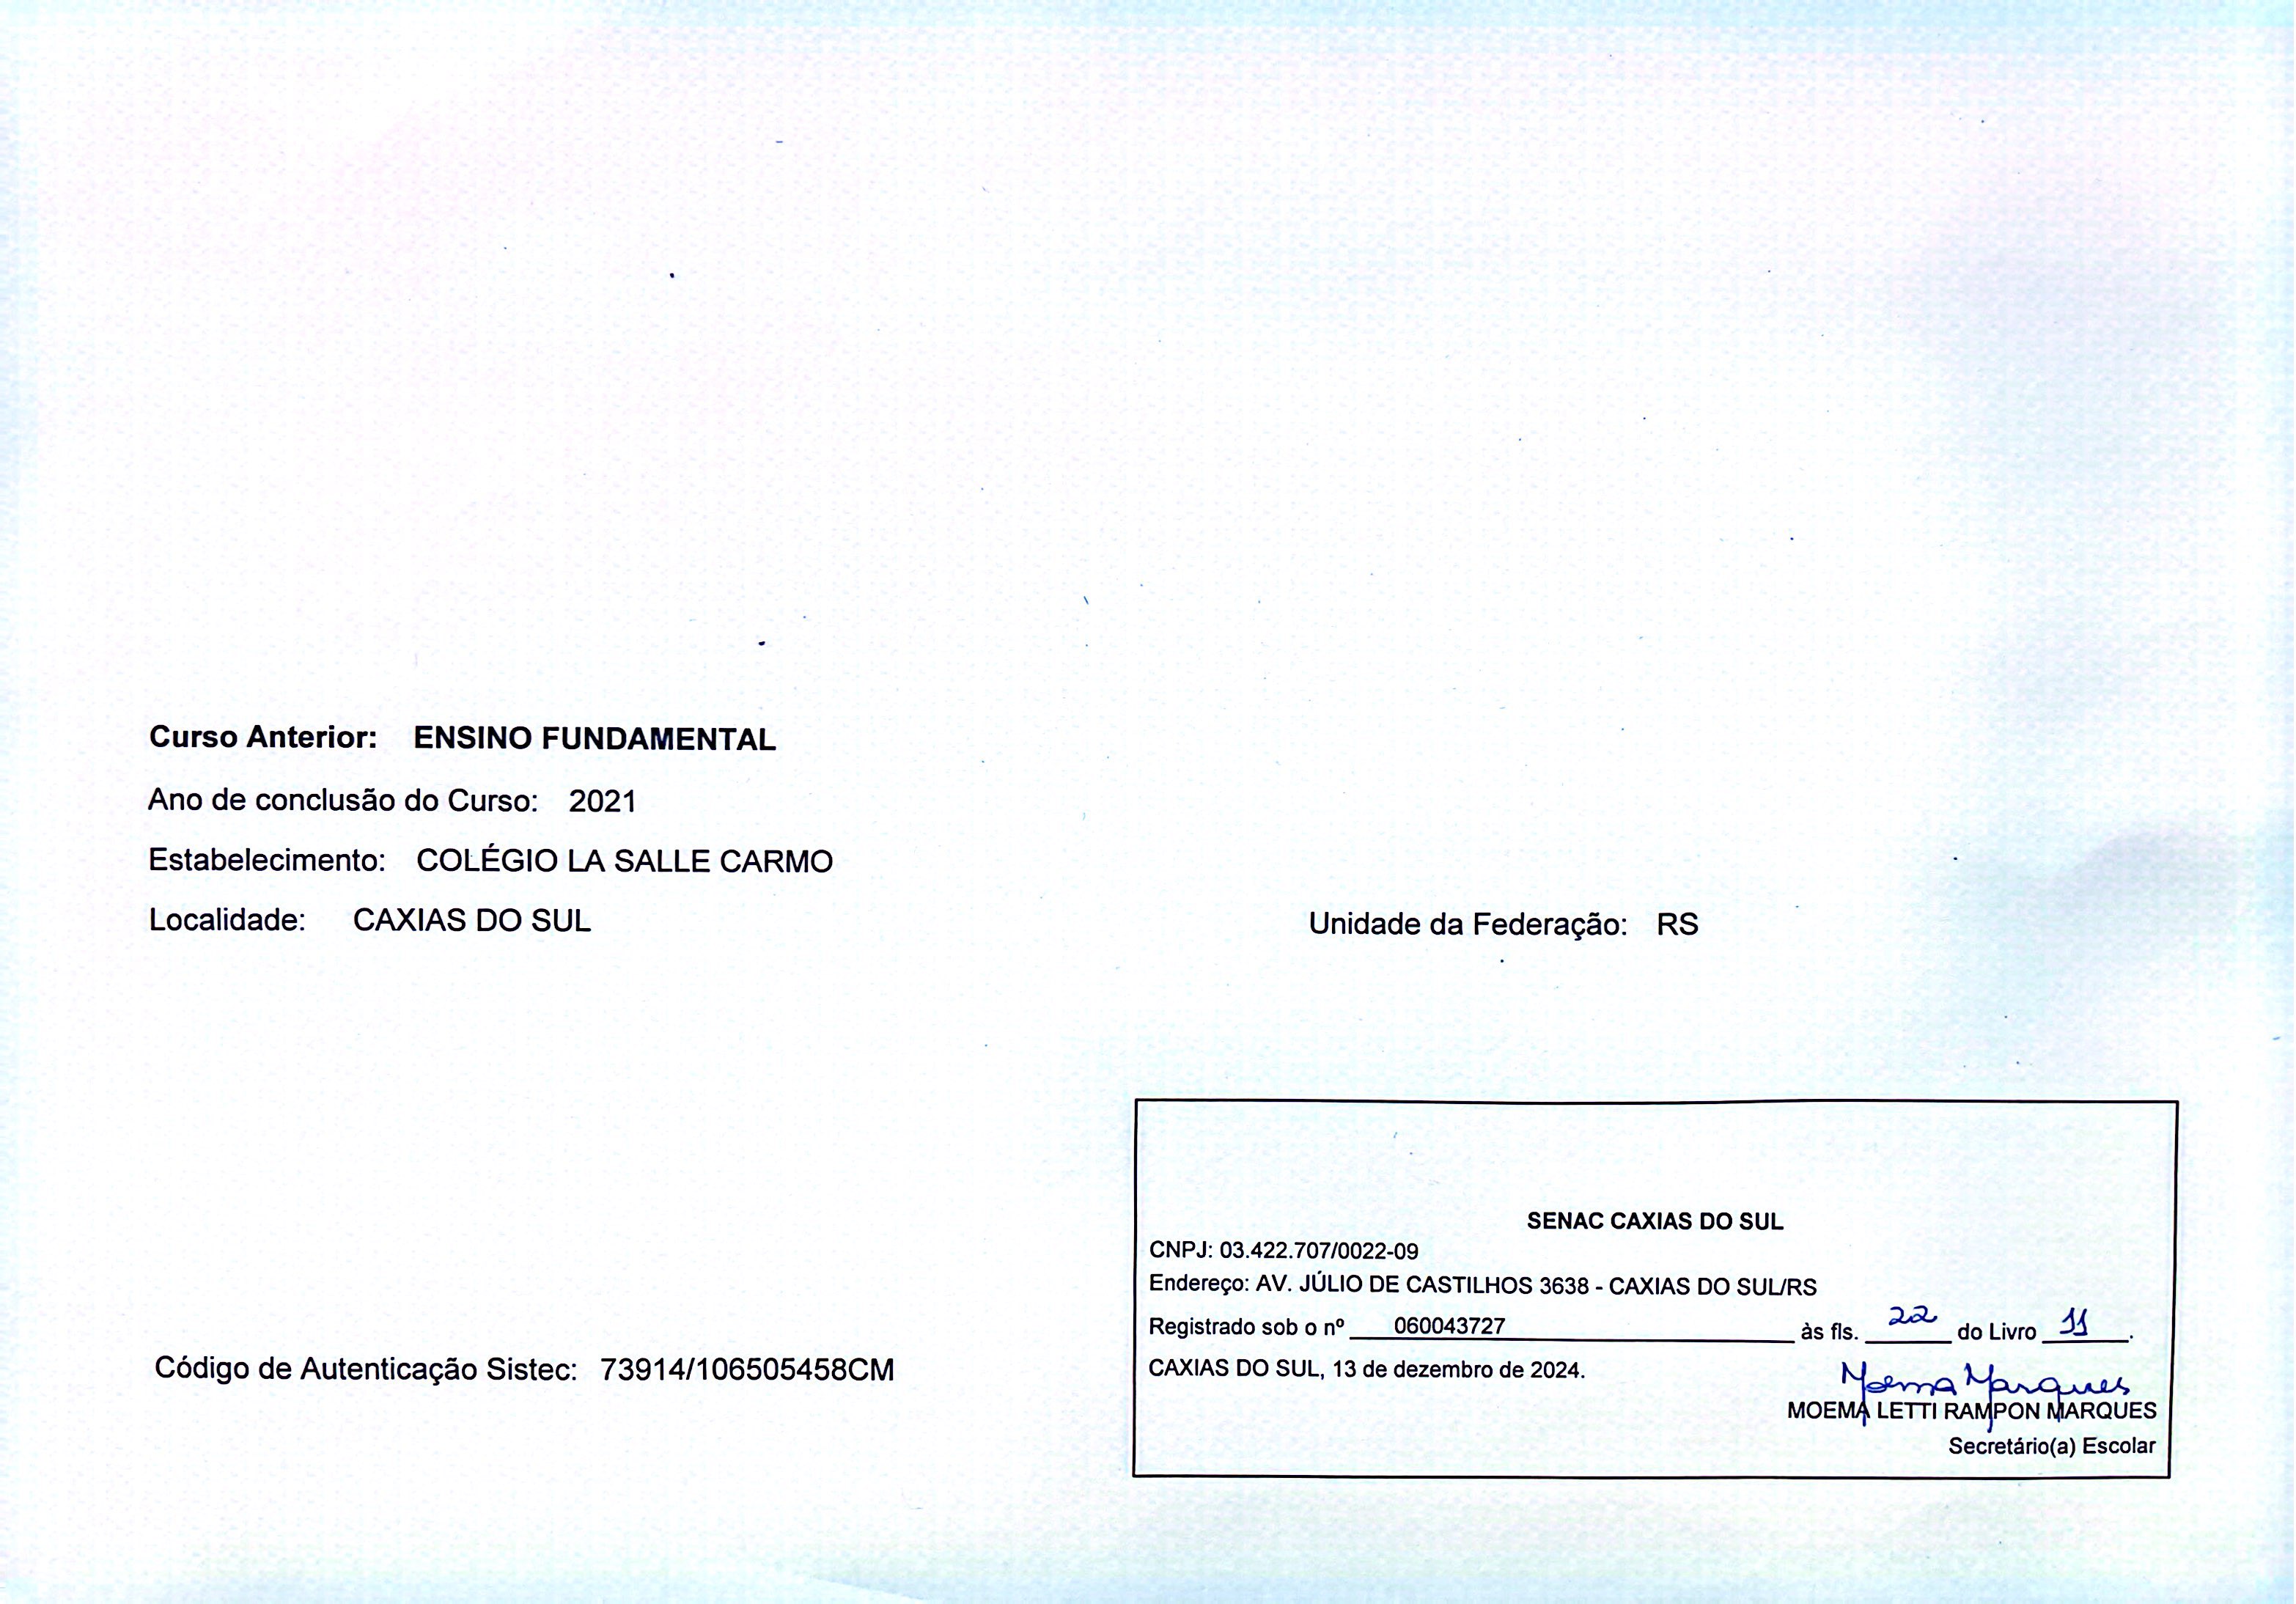 Curso Anterior: ENSINO FUNDAMENTAL
Ano de conclusão do Curso: 2021
Estabelecimento: COLÉGIO LA SALLE CARMO
Localidade: CAXIAS DO SUL Unidade da Federação: RS
SENAC CAXIAS DO SUL
CNPJ: 03.422.707/0022-09
Endereço: AV. JÚLIO DE CASTILHOS 3638 - CAXIAS DO SUL/RS
Registrado sob o nº 060043727 às fls. 22 do Livro 11.
CAXIAS DO SUL, 13 de dezembro de 2024.
Moema Marques
MOEMA LETTI RAMPON MARQUES
Secretário(a) Escolar
Código de Autenticação Sistec: 73914/106505458CM